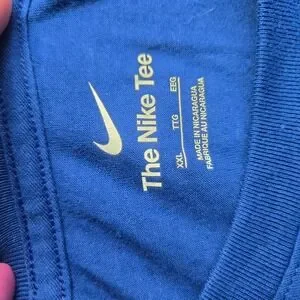 The Nike Tee
XXL TTG EEG
MADE IN NICARAGUA
FABRIQUÉ AU NICARAGUA